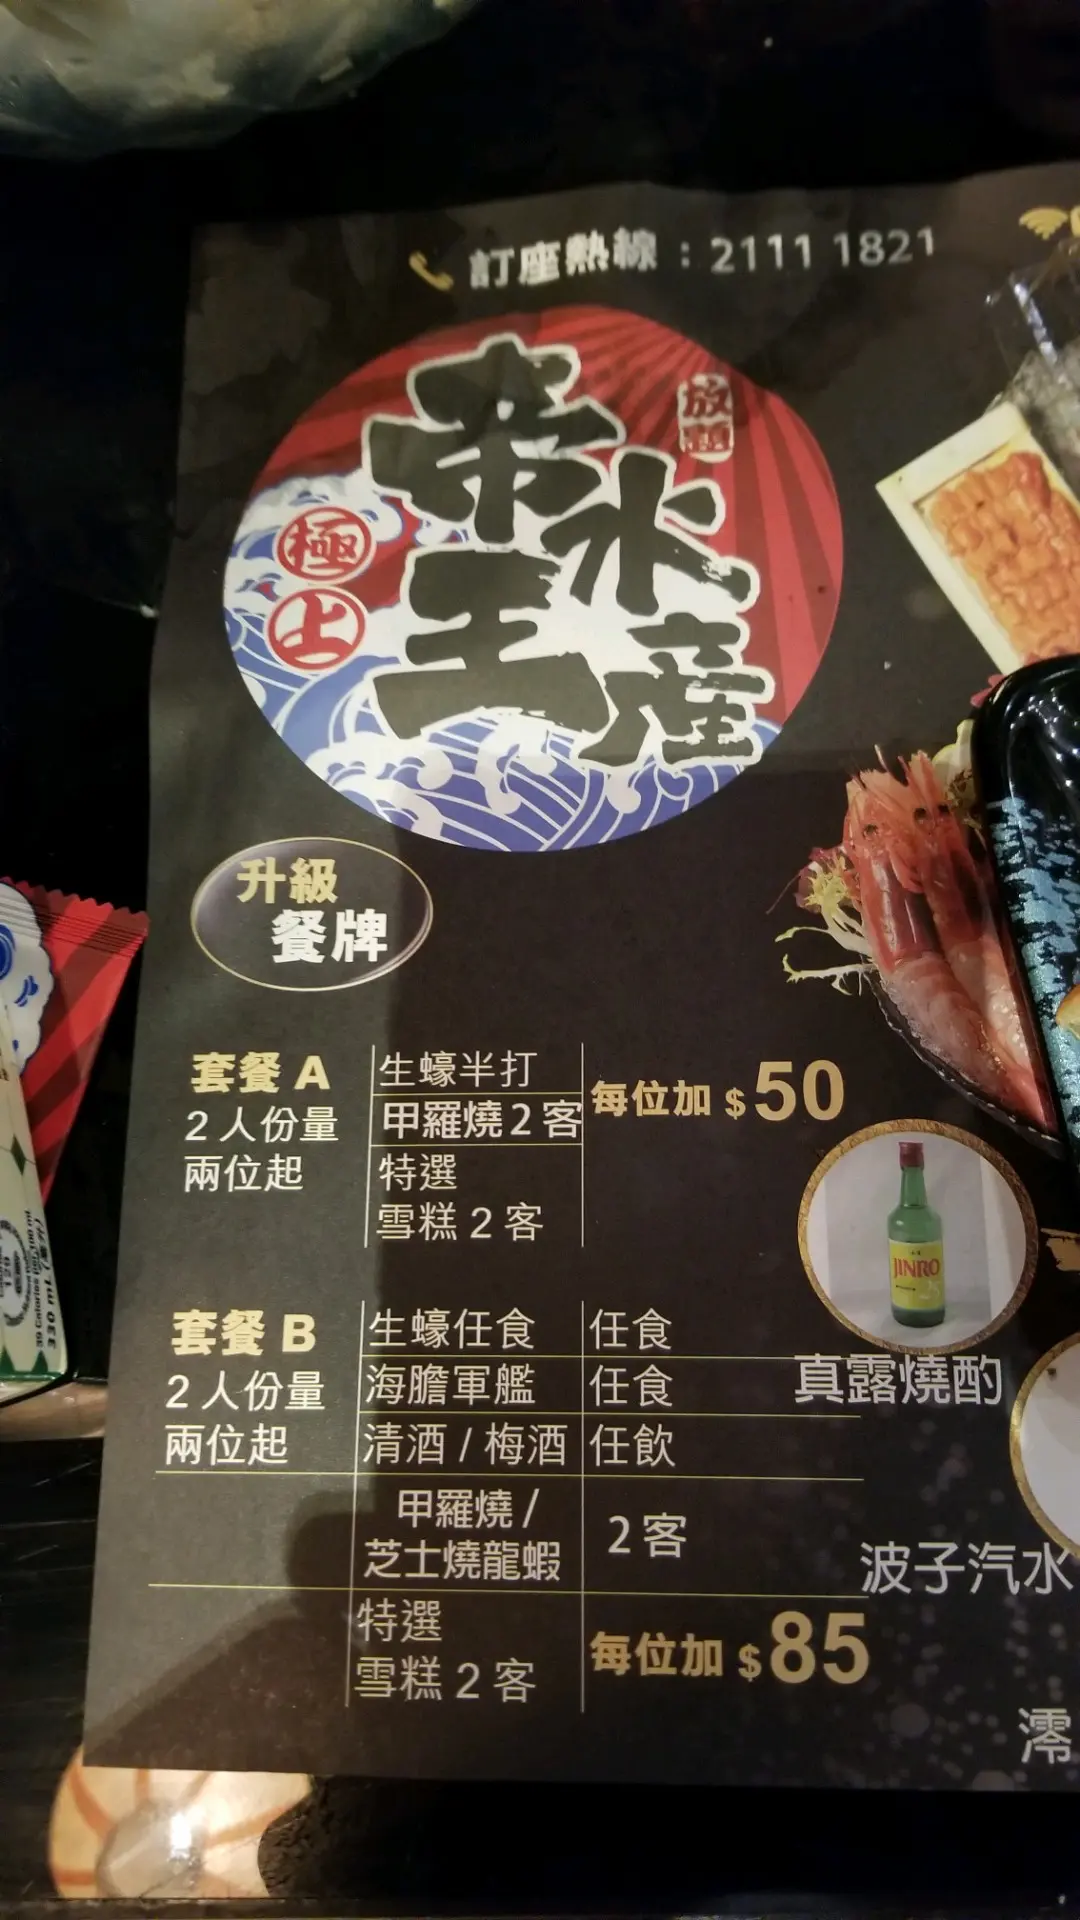 訂座熱線：2111 1821
放題
帝王
水產
極上
升級
餐牌
套餐 A
2 人份量
兩位起
生蠔半打
甲羅燒 2 客
特選
雪糕 2 客
每位加 $50
JINRO
真露燒酌
套餐 B
2 人份量
兩位起
生蠔任食 任食
海膽軍艦 任食
清酒 / 梅酒 任飲
甲羅燒 /
芝士燒龍蝦
2 客
特選
雪糕 2 客
每位加 $85
波子汽水
澪
330 mL